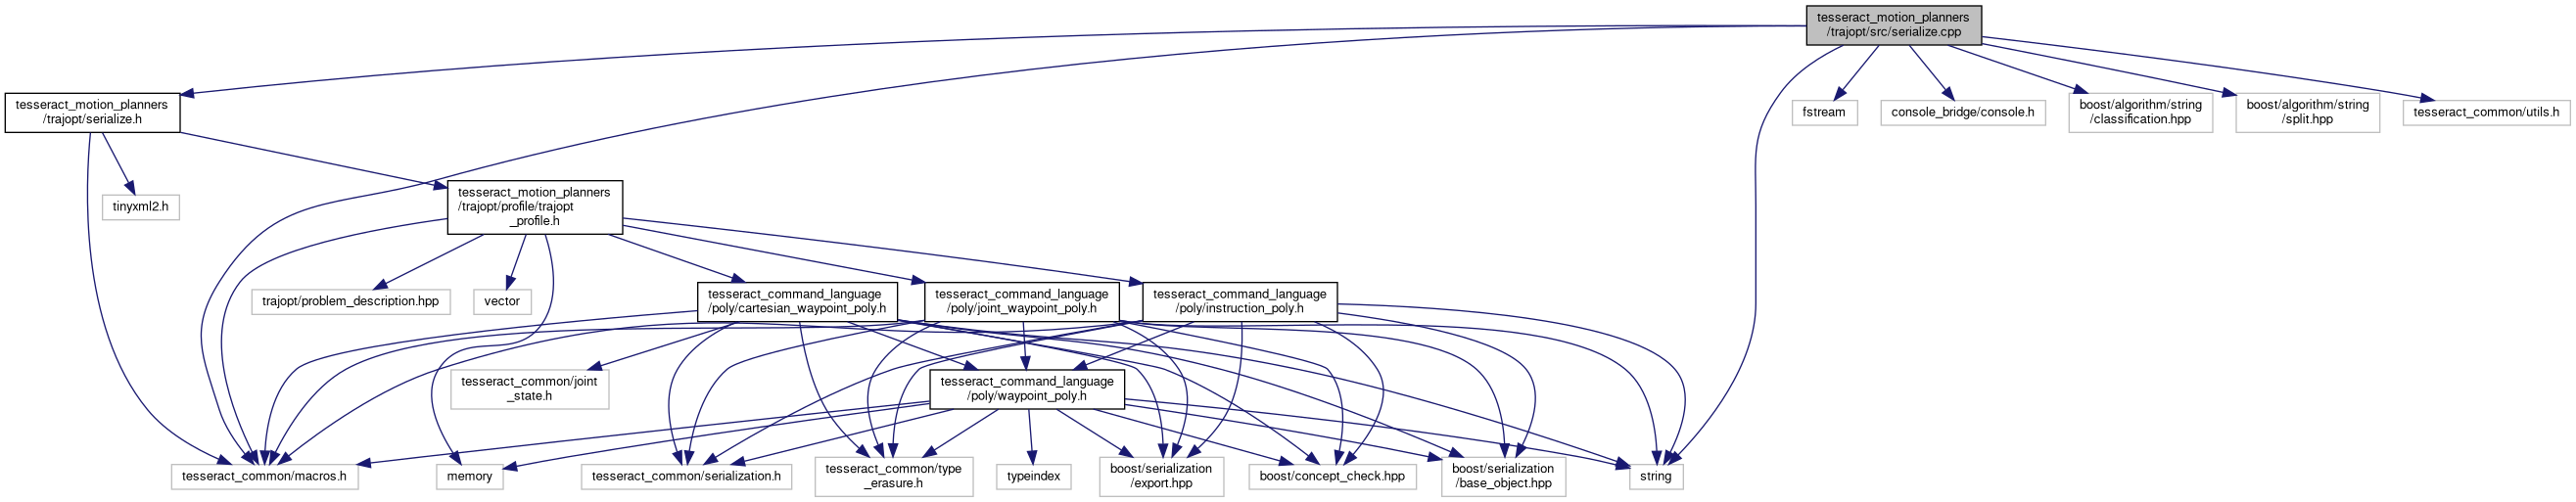 tesseract_motion_planners
/trajopt/src/serialize.cpp
tesseract_motion_planners
/trajopt/serialize.h
fstream
console_bridge/console.h
boost/algorithm/string
/classification.hpp
boost/algorithm/string
/split.hpp
tesseract_common/utils.h
tinyxml2.h
tesseract_motion_planners
/trajopt/profile/trajopt
_profile.h
trajopt/problem_description.hpp
vector
tesseract_command_language
/poly/cartesian_waypoint_poly.h
tesseract_command_language
/poly/joint_waypoint_poly.h
tesseract_command_language
/poly/instruction_poly.h
tesseract_common/joint
_state.h
tesseract_command_language
/poly/waypoint_poly.h
tesseract_common/macros.h
memory
tesseract_common/serialization.h
tesseract_common/type
_erasure.h
typeindex
boost/serialization
/export.hpp
boost/concept_check.hpp
boost/serialization
/base_object.hpp
string